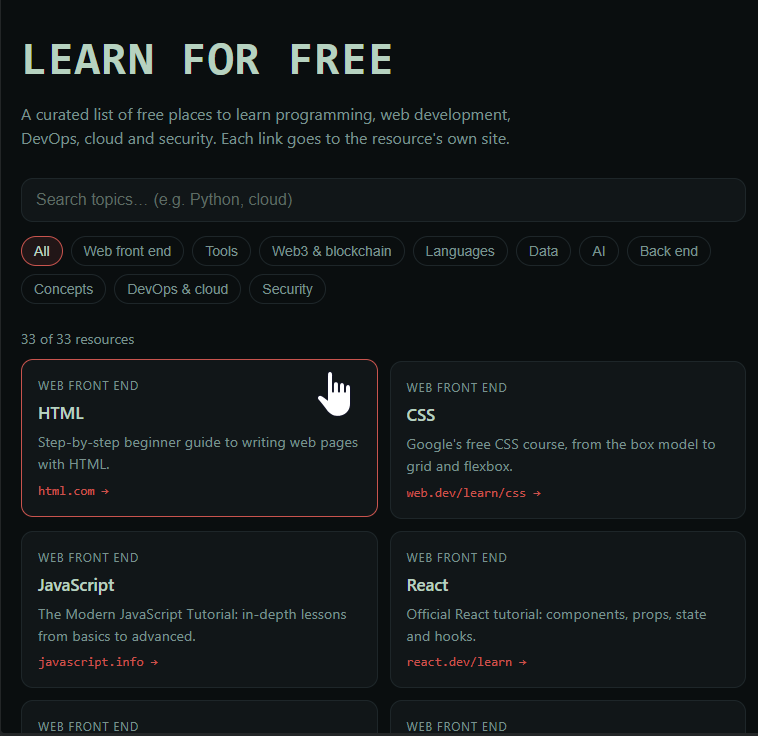 LEARN FOR FREE
A curated list of free places to learn programming, web development,
DevOps, cloud and security. Each link goes to the resource's own site.
Search topics... (e.g. Python, cloud)
All
Web front end
Tools
Web3 & blockchain
Languages
Data
AI
Back end
Concepts
DevOps & cloud
Security
33 of 33 resources
WEB FRONT END
HTML
Step-by-step beginner guide to writing web pages
with HTML.
html.com →
WEB FRONT END
CSS
Google's free CSS course, from the box model to
grid and flexbox.
web.dev/learn/css →
WEB FRONT END
JavaScript
The Modern JavaScript Tutorial: in-depth lessons
from basics to advanced.
javascript.info →
WEB FRONT END
React
Official React tutorial: components, props, state
and hooks.
react.dev/learn →
WEB FRONT END
WEB FRONT END